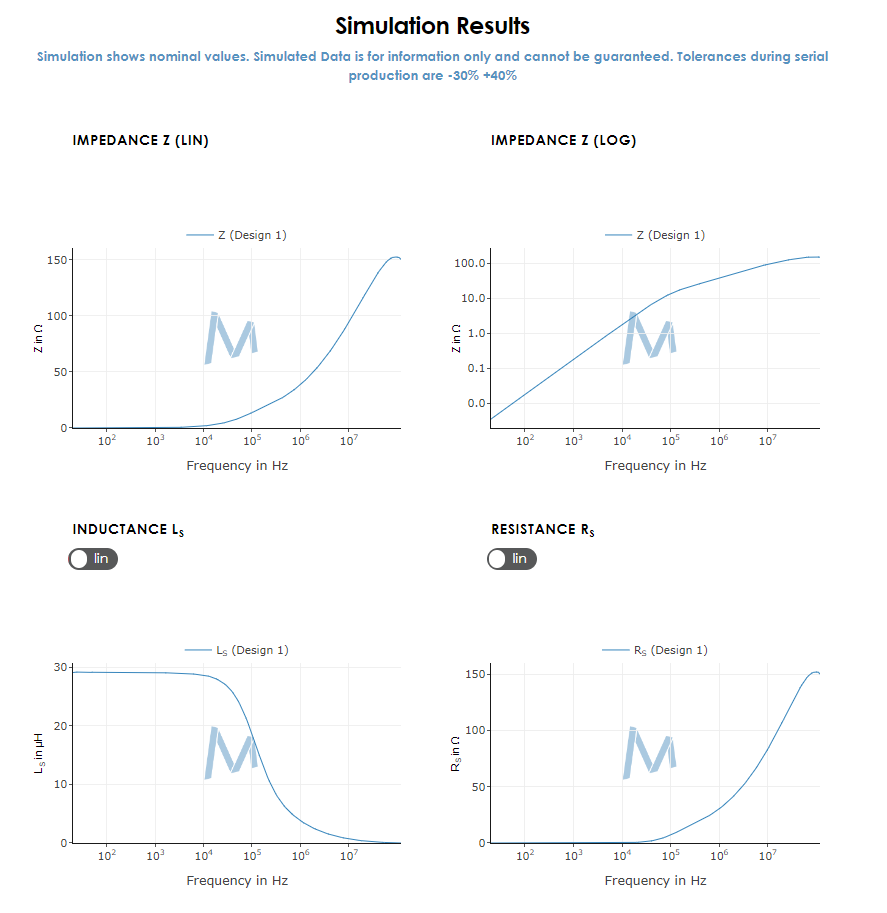 Simulation Results
Simulation shows nominal values. Simulated Data is for information only and cannot be guaranteed. Tolerances during serial
production are -30% +40%
IMPEDANCE Z (LIN)
Z (Design 1)
150
100
50
0
Z in Ω
10² 10³ 10⁴ 10⁵ 10⁶ 10⁷
Frequency in Hz
IMPEDANCE Z (LOG)
Z (Design 1)
100.0
10.0
1.0
0.1
0.0
Z in Ω
10² 10³ 10⁴ 10⁵ 10⁶ 10⁷
Frequency in Hz
INDUCTANCE Lₛ
lin
Lₛ (Design 1)
30
20
10
0
Lₛ in µH
10² 10³ 10⁴ 10⁵ 10⁶ 10⁷
Frequency in Hz
RESISTANCE Rₛ
lin
Rₛ (Design 1)
150
100
50
0
Rₛ in Ω
10² 10³ 10⁴ 10⁵ 10⁶ 10⁷
Frequency in Hz